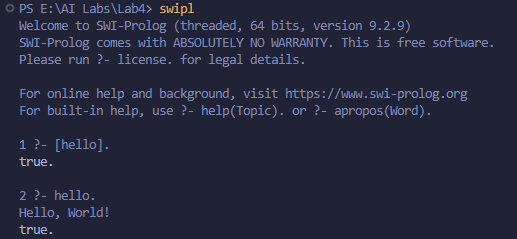 PS E:\AI Labs\Lab4> swipl
Welcome to SWI-Prolog (threaded, 64 bits, version 9.2.9)
SWI-Prolog comes with ABSOLUTELY NO WARRANTY. This is free software.
Please run ?- license. for legal details.
For online help and background, visit https://www.swi-prolog.org
For built-in help, use ?- help(Topic). or ?- apropos(Word).
1 ?- [hello].
true.
2 ?- hello.
Hello, World!
true.